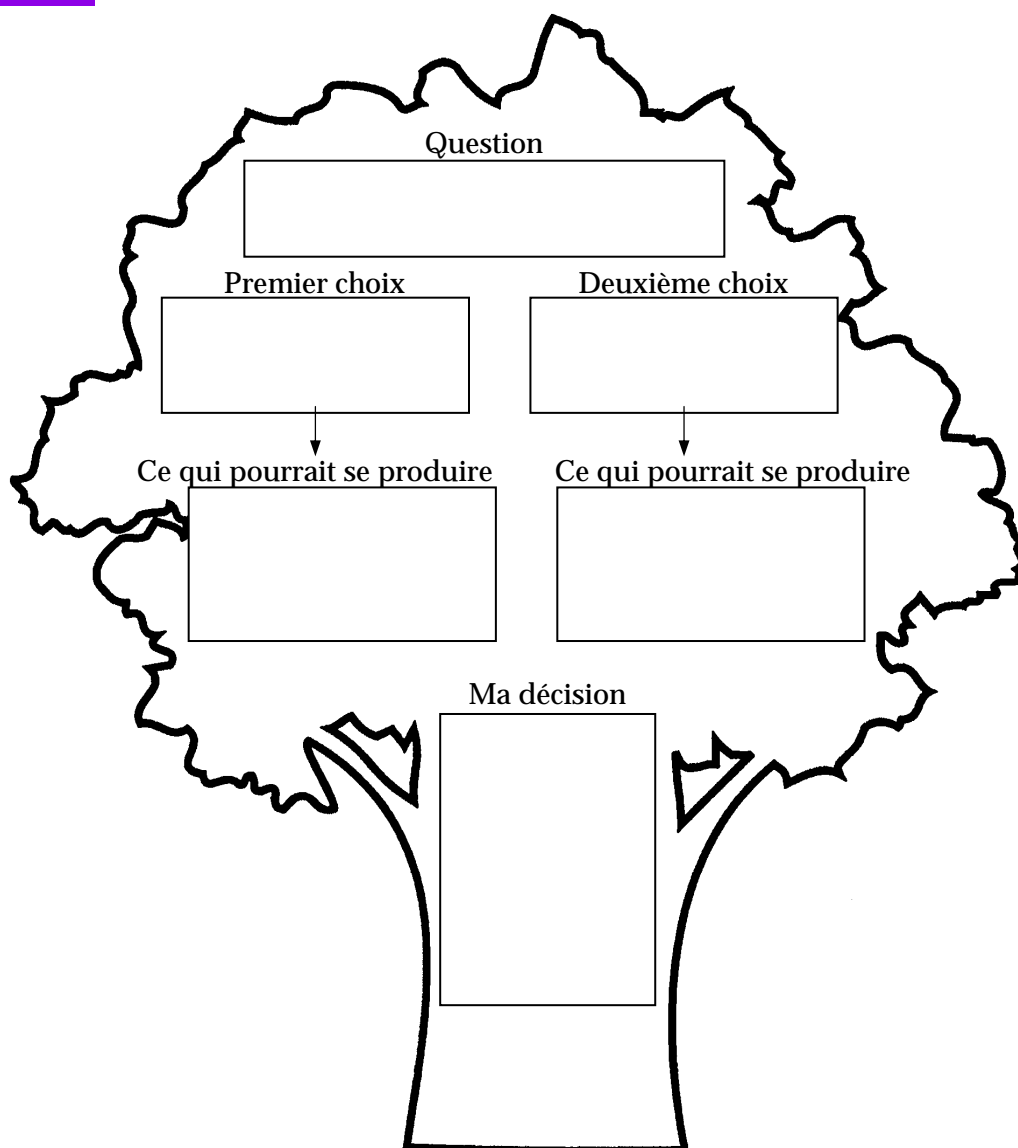 Question
Premier choix
Deuxième choix
Ce qui pourrait se produire
Ce qui pourrait se produire
Ma décision